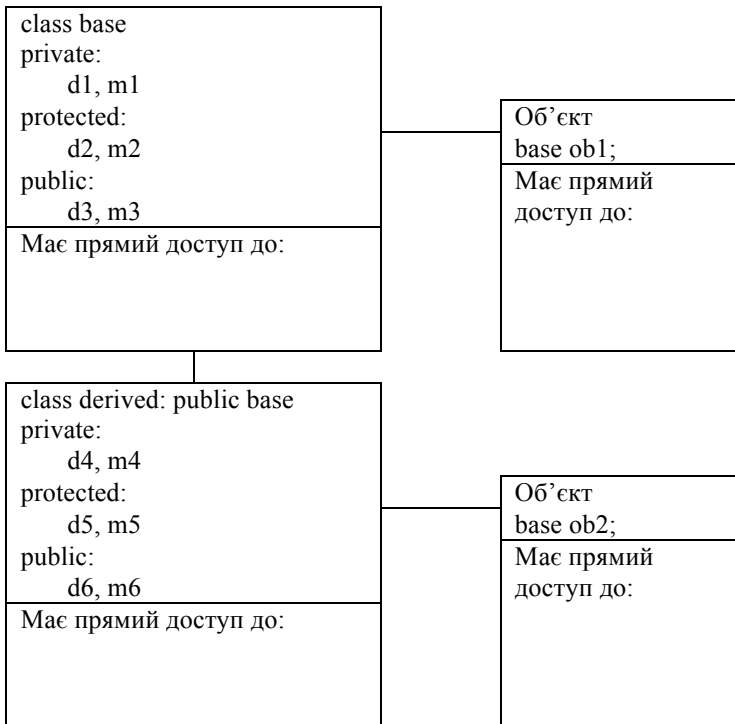 class base
private:
d1, m1
protected:
d2, m2
public:
d3, m3
Має прямий доступ до:
Об’єкт
base ob1;
Має прямий
доступ до:
class derived: public base
private:
d4, m4
protected:
d5, m5
public:
d6, m6
Має прямий доступ до:
Об’єкт
base ob2;
Має прямий
доступ до: